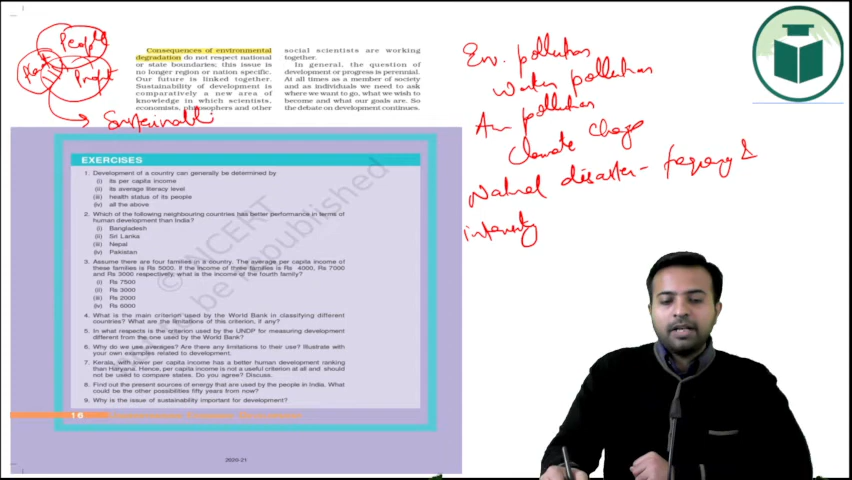 People
Profit
Sustainabili
Consequences of environmental
degradation do not respect national
or state boundaries; this issue is
no longer region or nation specific.
Our future is linked together.
Sustainability of development is
comparatively a new area of
knowledge in which scientists,
economists, philosophers and other
social scientists are working
together.
In general, the question of
development or progress is perennial.
At all times as a member of society
and as individuals we need to ask
where we want to go, what we wish to
become and what our goals are. So
the debate on development continues.
Env. pollution
Water pollution
Air pollution
Climate change
Natural disaster -
intensity
EXERCISES
1. Development of a country can generally be determined by
(i) its per capita income
(ii) its average literacy level
(iii) health status of its people
(iv) all the above
2. Which of the following neighbouring countries has better performance in terms of
human development than India?
(i) Bangladesh
(ii) Sri Lanka
(iii) Nepal
(iv) Pakistan
3. Assume there are four families in a country. The average per capita income of
these families is Rs 5000. If the income of three families is Rs 4000, Rs 7000
and Rs 3000 respectively, what is the income of the fourth family?
(i) Rs 7500
(ii) Rs 3000
(iii) Rs 2000
(iv) Rs 6000
4. What is the main criterion used by the World Bank in classifying different
countries? What are the limitations of this criterion, if any?
5. In what respects is the criterion used by the UNDP for measuring development
different from the one used by the World Bank?
6. Why do we use averages? Are there any limitations to their use? Illustrate with
your own examples related to development.
7. Kerala, with lower per capita income has a better human development ranking
than Haryana. Hence, per capita income is not a useful criterion at all and should
not be used to compare states. Do you agree? Discuss.
8. Find out the present sources of energy that are used by the people in India. What
could be the other possibilities fifty years from now?
9. Why is the issue of sustainability important for development?
© NCERT
be republished
16
2020-21